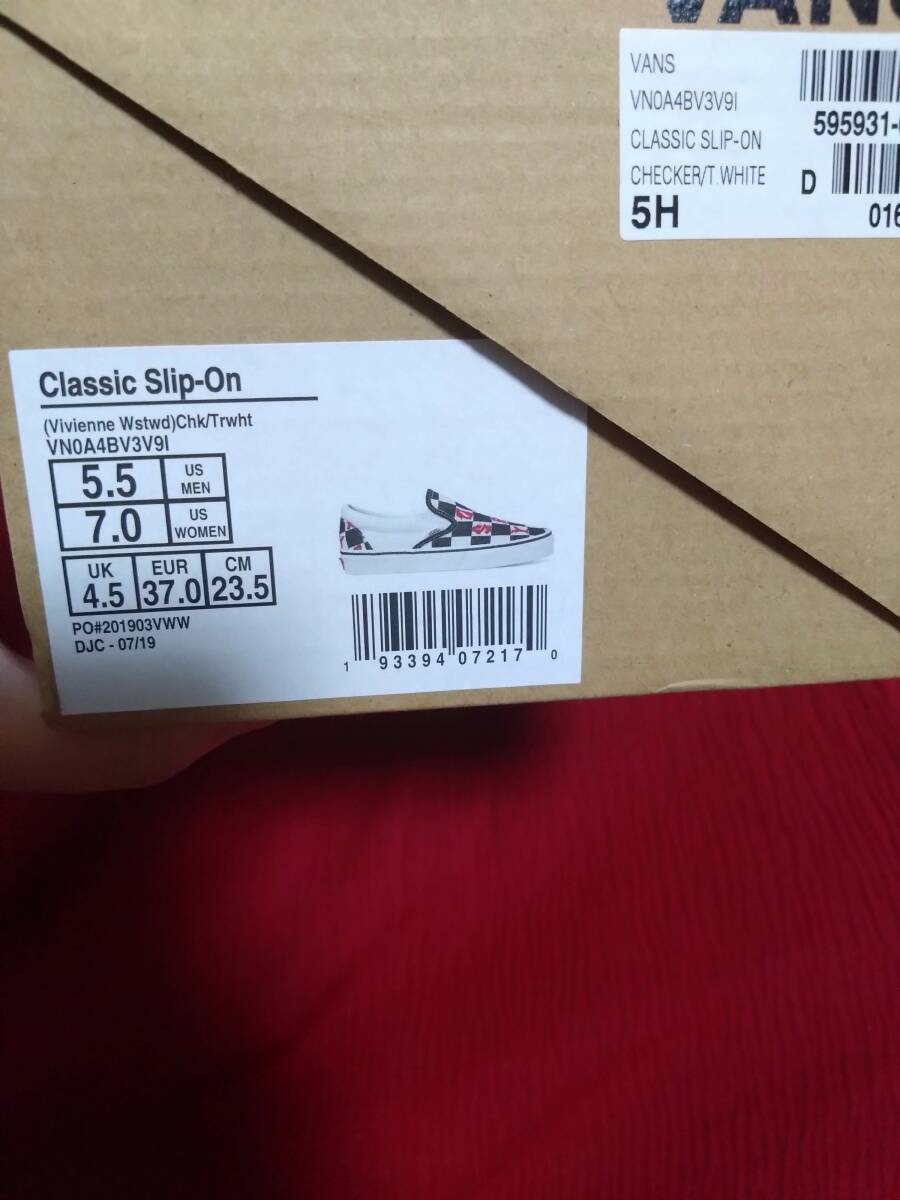 VANS
VANS
VN0A4BV3V9I
CLASSIC SLIP-ON
CHECKER/T.WHITE
5H
595931-
D
016
Classic Slip-On
(Vivienne Wstwd)Chk/Trwht
VN0A4BV3V9I
5.5 US MEN
7.0 US WOMEN
UK EUR CM
4.5 37.0 23.5
PO#201903VWW
DJC - 07/19
1 93394 07217 0